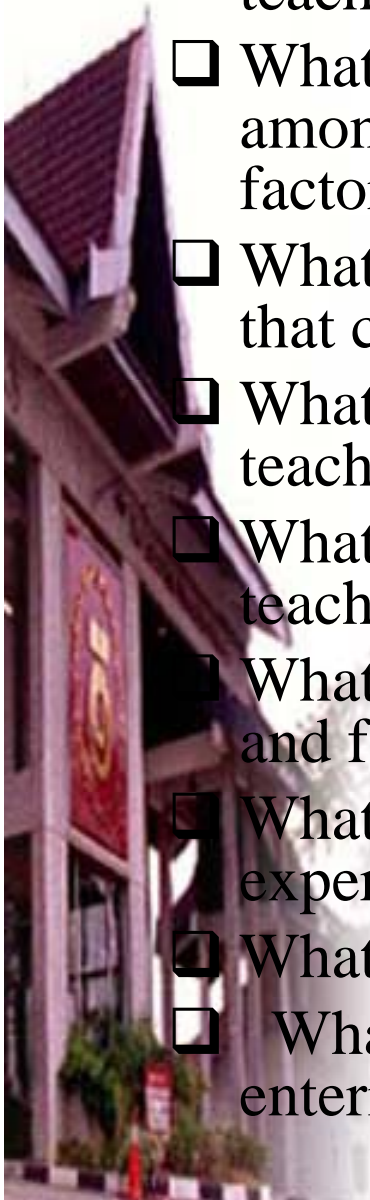 teach
❑ What
amon
facto
❑ What
that c
❑ What
teach
❑ What
teach
❑ What
and f
❑ What
exper
❑ What
❑ Wha
enter